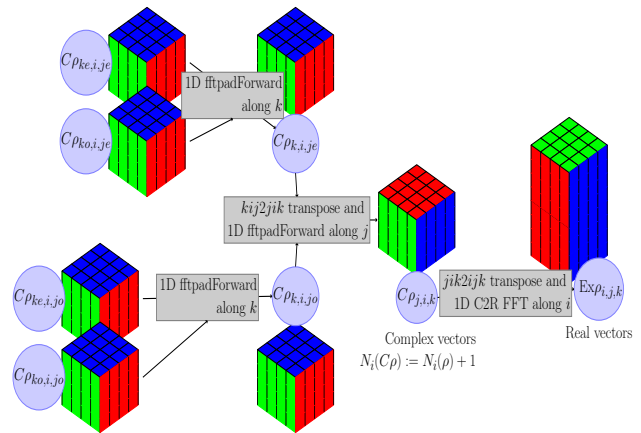 Cρ_{ke,i,je}
1D fftpadForward
along k
Cρ_{ko,i,je}
Cρ_{k,i,je}
kij2jik transpose and
1D fftpadForward along j
1D fftpadForward
along k
Cρ_{ke,i,jo}
Cρ_{k,i,jo}
Cρ_{j,i,k}
jik2ijk transpose and
1D C2R FFT along i
Exρ_{i,j,k}
Complex vectors
N_i(Cρ) := N_i(ρ) + 1
Real vectors
Cρ_{ko,i,jo}